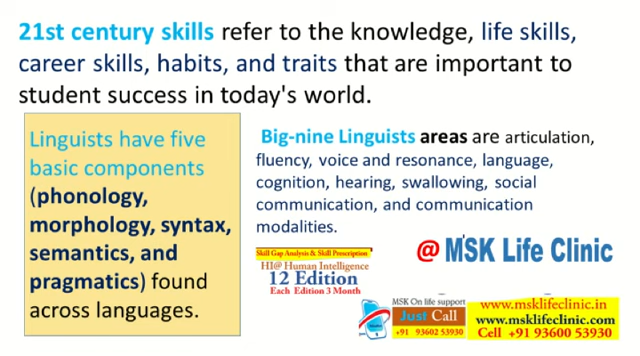 21st century skills refer to the knowledge, life skills,
career skills, habits, and traits that are important to
student success in today's world.
Linguists have five
basic components
(phonology,
morphology, syntax,
semantics, and
pragmatics) found
across languages.
Big-nine Linguists areas are articulation,
fluency, voice and resonance, language,
cognition, hearing, swallowing, social
communication, and communication
modalities.
@ MSK Life Clinic
Skill Gap Analysis & Skill Prescription
HI@ Human Intelligence
12 Edition
Each Edition 3 Month
MSK On life support
Just Call
+91 93602 53930
www.msklifeclinic.in
www.msklifeclinic.com
Cell +91 93600 53930